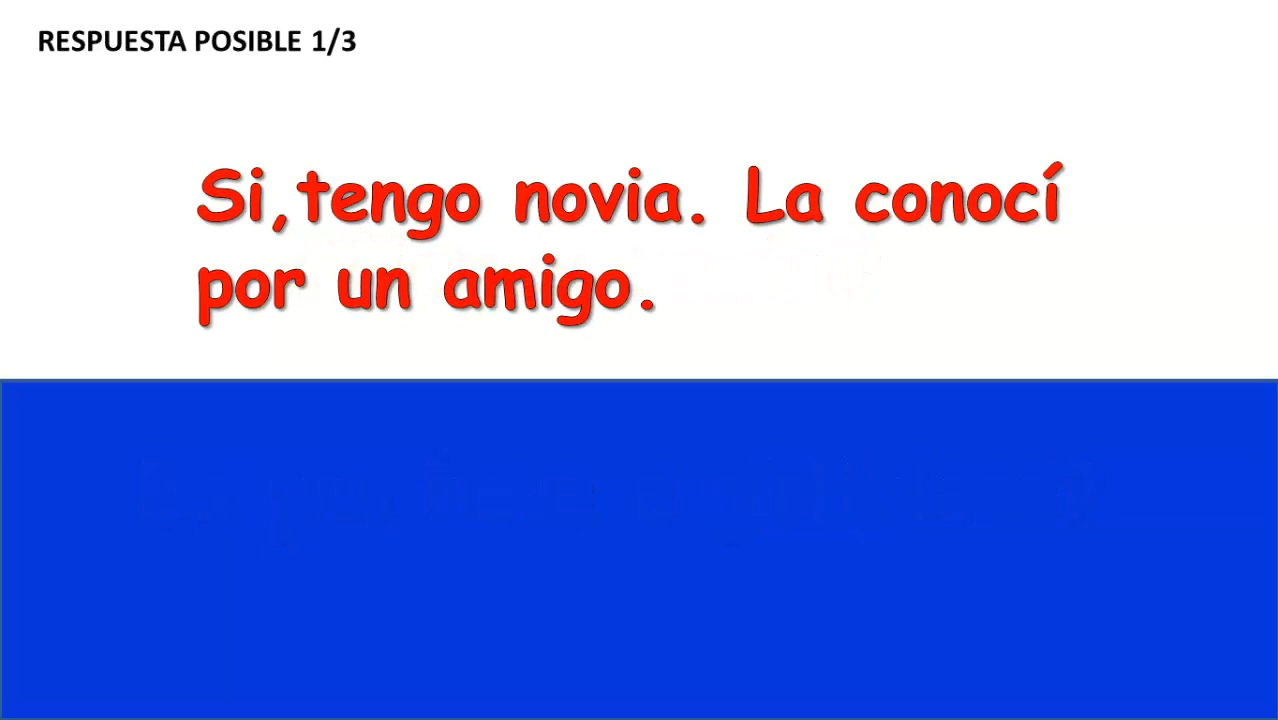 RESPUESTA POSIBLE 1/3
Si,tengo novia. La conocí
por un amigo.